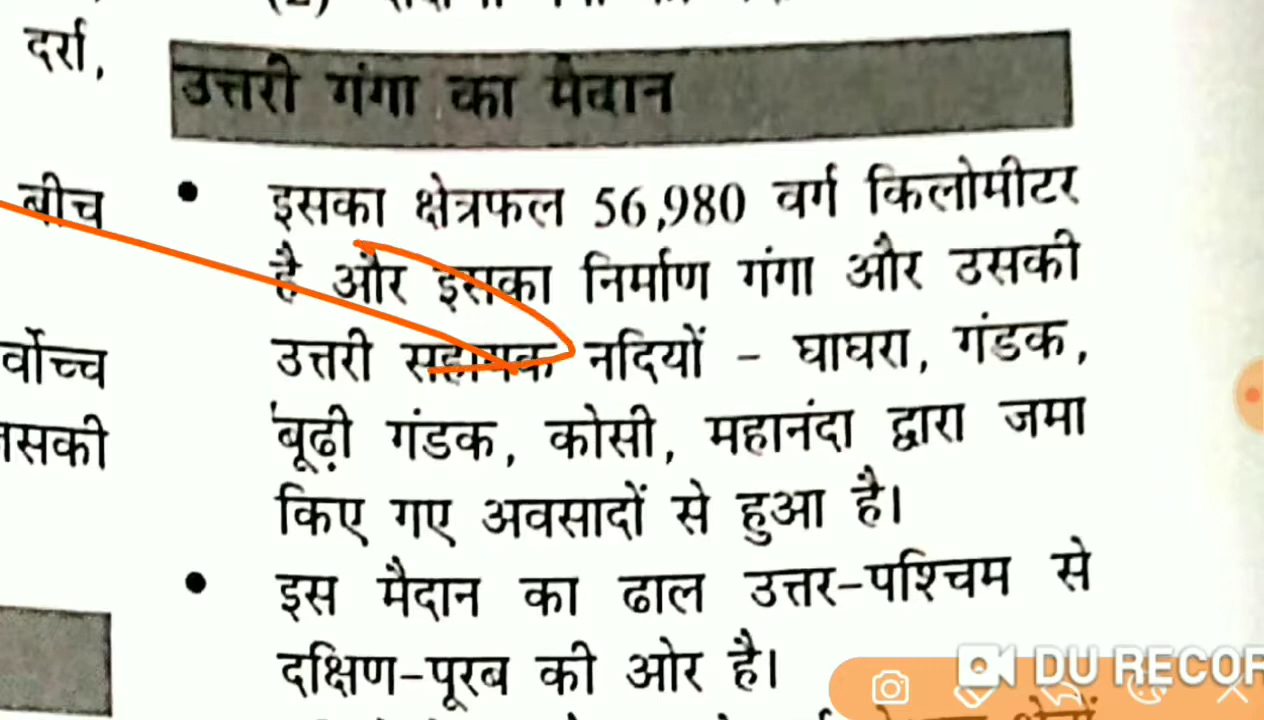 दर्रा,
बीच
र्वोच्च
सकी
उत्तरी गंगा का मैदान
• इसका क्षेत्रफल 56,980 वर्ग किलोमीटर
है और इसका निर्माण गंगा और उसकी
उत्तरी सहायक नदियों - घाघरा, गंडक,
बूढ़ी गंडक, कोसी, महानंदा द्वारा जमा
किए गए अवसादों से हुआ है।
• इस मैदान का ढाल उत्तर-पश्चिम से
दक्षिण-पूरब की ओर है।
DU RECOR